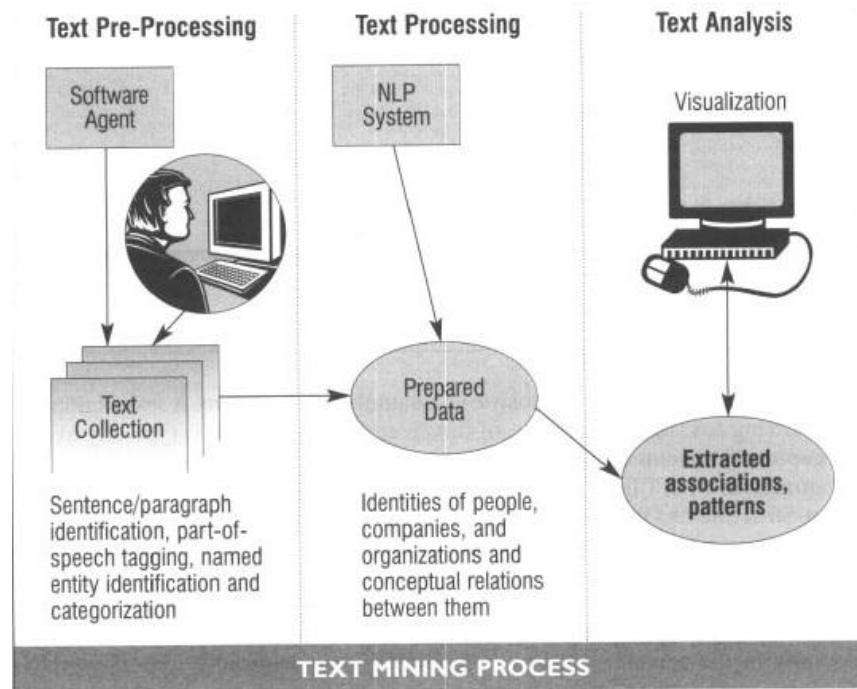 Text Pre-Processing
Text Processing
Text Analysis
Software
Agent
NLP
System
Visualization
Text
Collection
Prepared
Data
Extracted
associations,
patterns
Sentence/paragraph
identification, part-of-
speech tagging, named
entity identification and
categorization
Identities of people,
companies, and
organizations and
conceptual relations
between them
TEXT MINING PROCESS